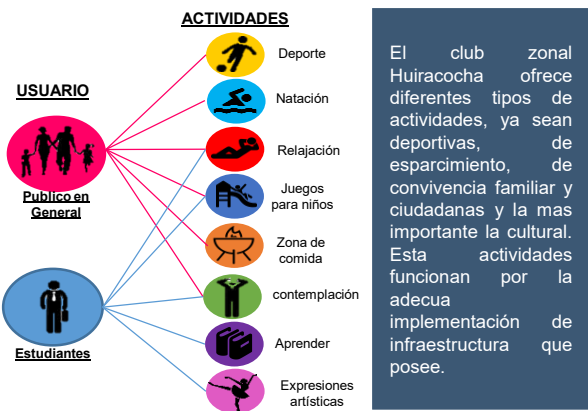 ACTIVIDADES
USUARIO
Publico en
General
Estudiantes
Deporte
Natación
Relajación
Juegos
para niños
Zona de
comida
contemplación
Aprender
Expresiones
artísticas
El club zonal
Huiracocha ofrece
diferentes tipos de
actividades, ya sean
deportivas, de
esparcimiento, de
convivencia familiar y
ciudadanas y la mas
importante la cultural.
Esta actividades
funcionan por la
adecua
implementación de
infraestructura que
posee.